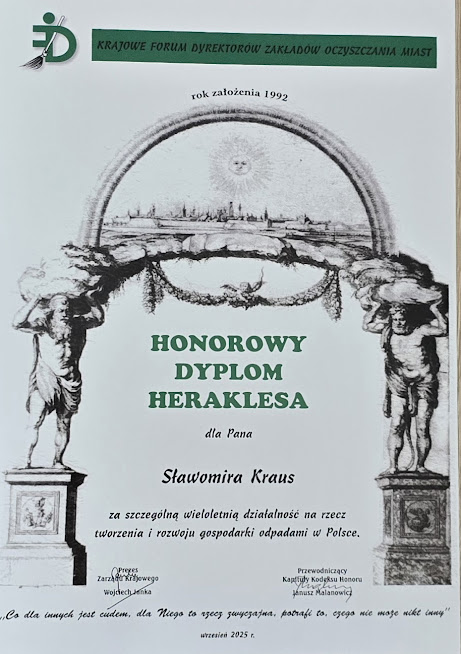 KRAJOWE FORUM DYREKTORÓW ZAKŁADÓW OCZYSZCZANIA MIAST
rok założenia 1992
HONOROWY
DYPLOM
HERAKLESA
dla Pana
Sławomira Kraus
za szczególną wieloletnią działalność na rzecz
tworzenia i rozwoju gospodarki odpadami w Polsce.
Prezes
Zarządu Krajowego
Wojciech Janka
Przewodniczący
Kapituły Kodeksu Honoru
Janusz Malanowicz
,,Co dla innych jest cudem, dla Niego to rzecz zwyczajna, potrafi to, czego nie może nikt inny"
wrzesień 2025 r.